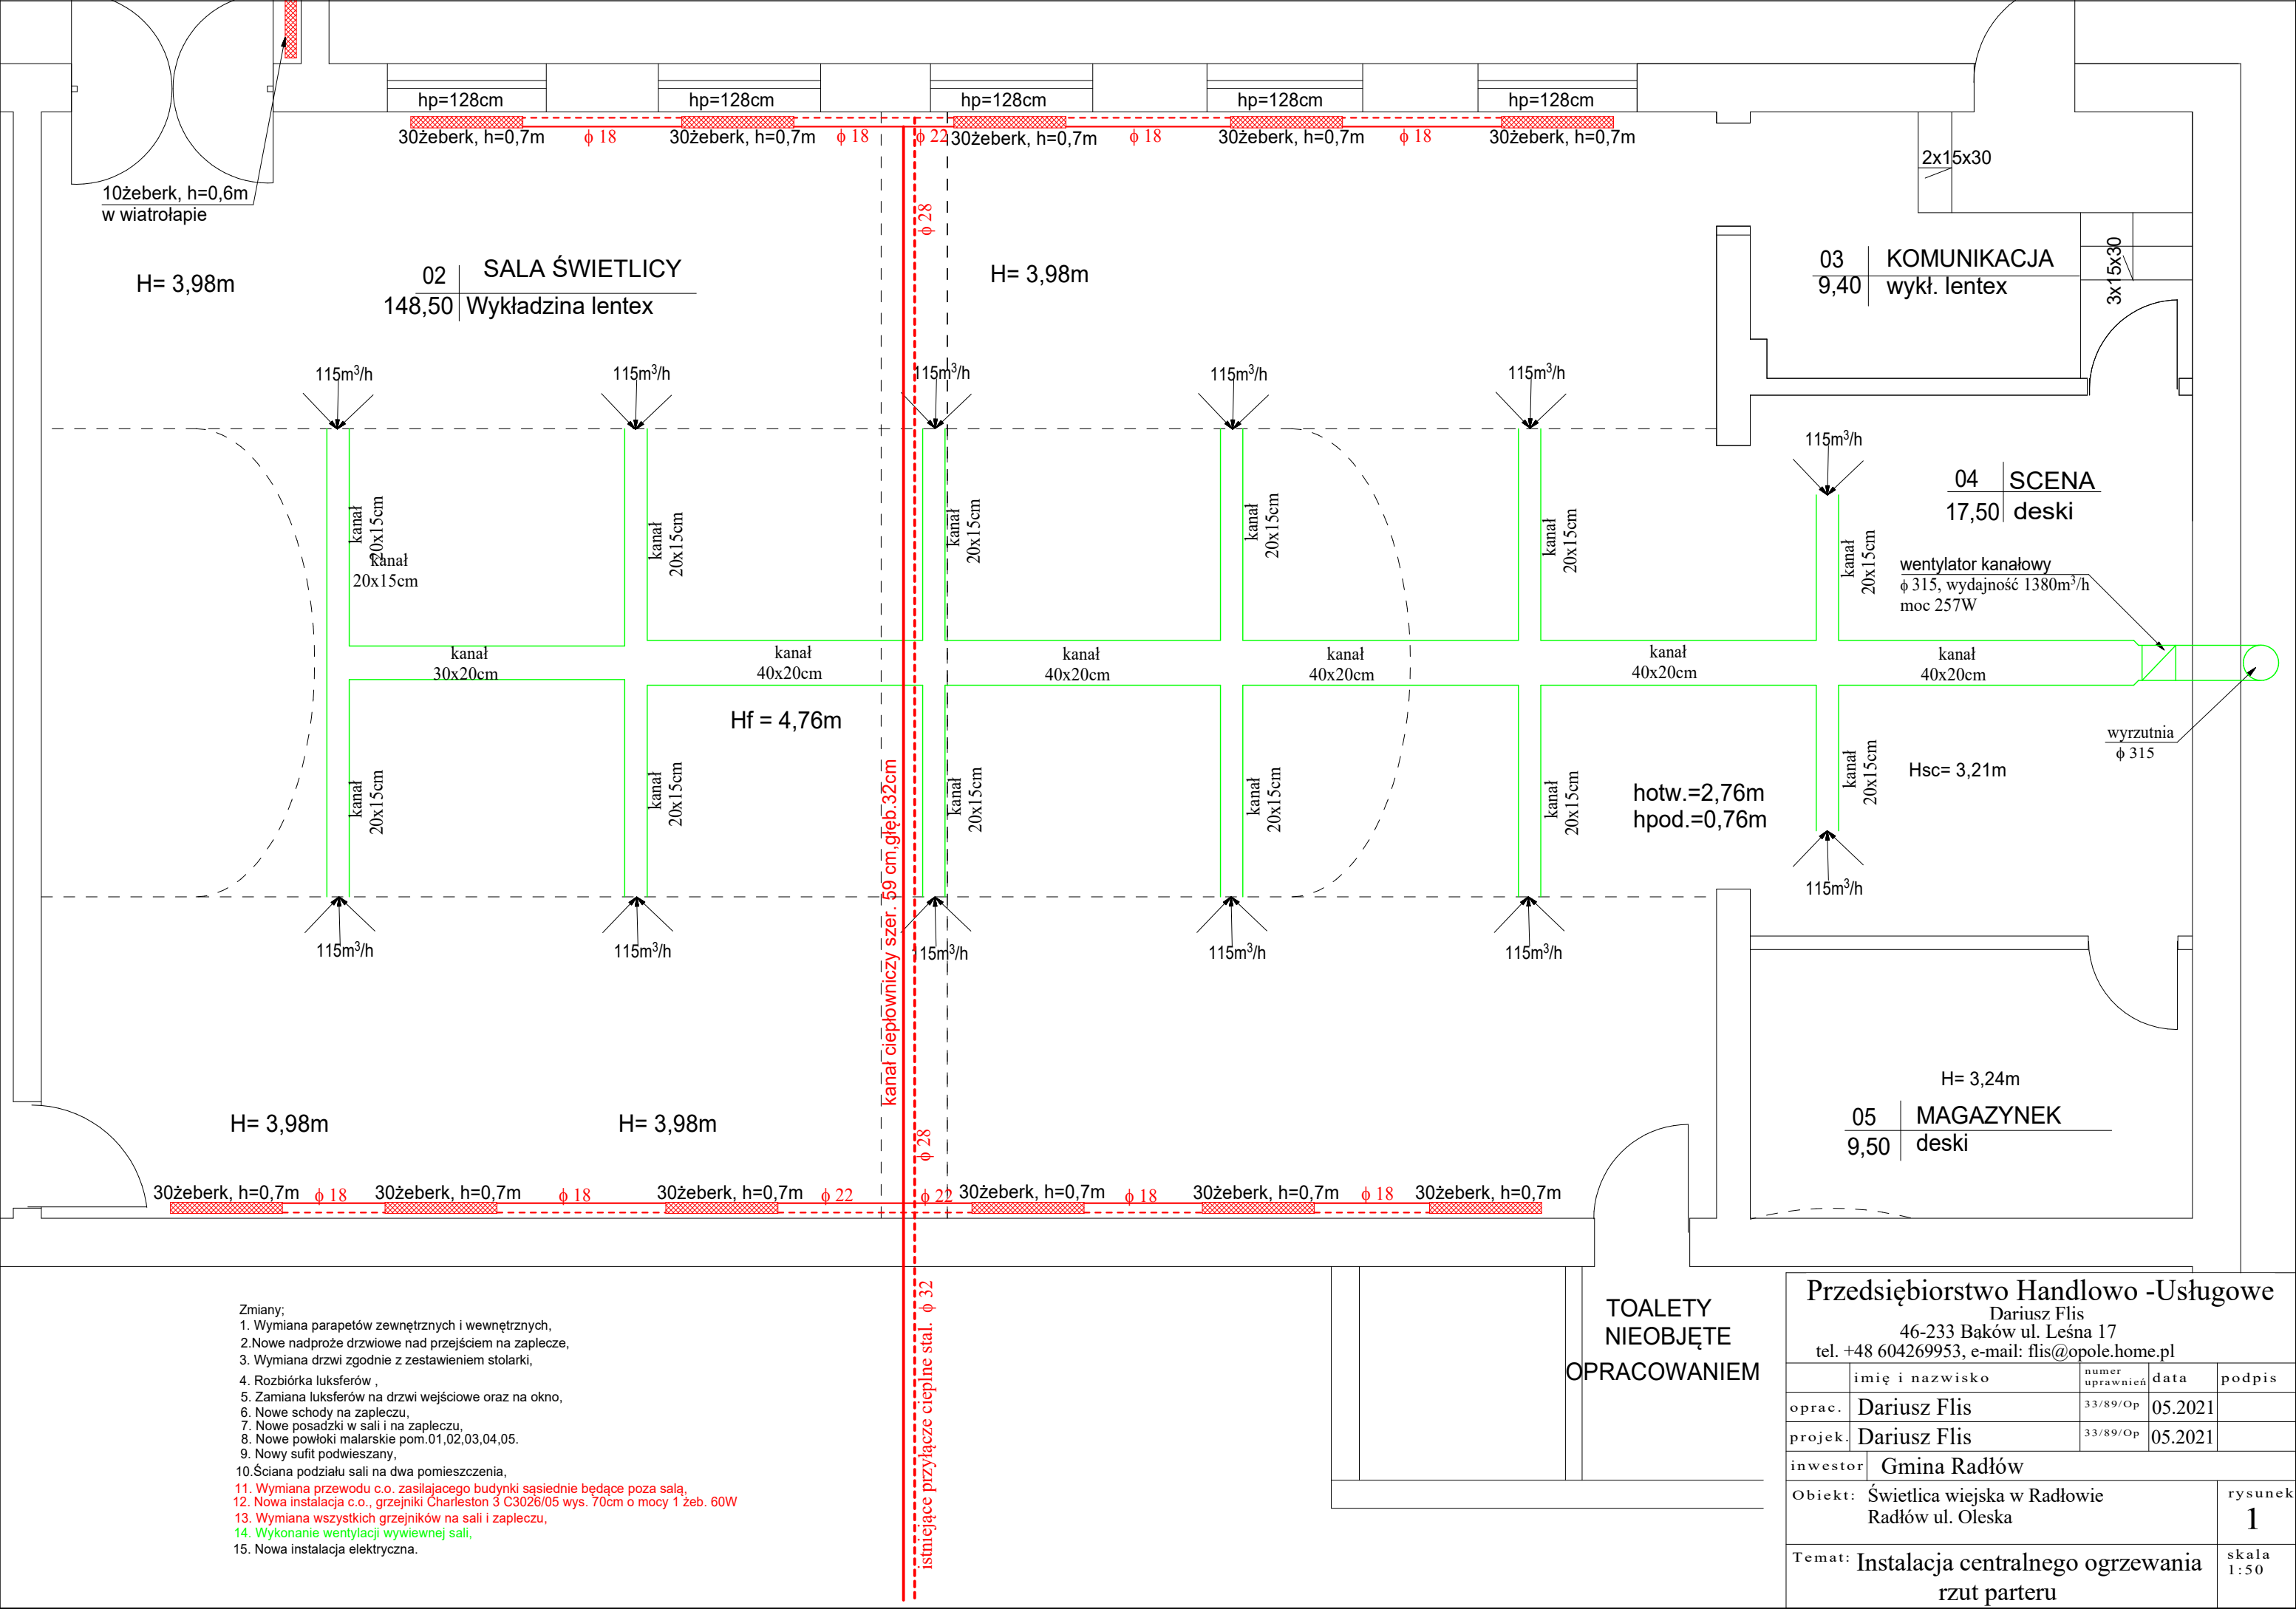 hp=128cm
hp=128cm
hp=128cm
hp=128cm
hp=128cm
30żeberk, h=0,7m
ϕ 18
30żeberk, h=0,7m
ϕ 18
ϕ 22
30żeberk, h=0,7m
ϕ 18
30żeberk, h=0,7m
ϕ 18
30żeberk, h=0,7m
10żeberk, h=0,6m
w wiatrołapie
2x15x30
3x15x30
ϕ 28
H= 3,98m
02 SALA ŚWIETLICY
148,50 Wykładzina lentex
H= 3,98m
03 KOMUNIKACJA
9,40 wykł. lentex
115m³/h
115m³/h
115m³/h
115m³/h
115m³/h
115m³/h
04 SCENA
17,50 deski
kanał
20x15cm
kanał
20x15cm
kanał
20x15cm
kanał
20x15cm
kanał
20x15cm
kanał
20x15cm
kanał
20x15cm
wentylator kanałowy
ϕ 315, wydajność 1380m³/h
moc 257W
kanał
30x20cm
kanał
40x20cm
kanał
40x20cm
kanał
40x20cm
kanał
40x20cm
kanał
40x20cm
Hf = 4,76m
wyrzutnia
ϕ 315
Hsc= 3,21m
hotw.=2,76m
hpod.=0,76m
kanał
20x15cm
kanał
20x15cm
kanał
20x15cm
kanał
20x15cm
kanał
20x15cm
kanał
20x15cm
kanał ciepłowniczy szer. 59 cm,głęb.32cm
115m³/h
115m³/h
115m³/h
115m³/h
115m³/h
115m³/h
H= 3,24m
05 MAGAZYNEK
9,50 deski
H= 3,98m
H= 3,98m
ϕ 28
30żeberk, h=0,7m
ϕ 18
30żeberk, h=0,7m
ϕ 18
30żeberk, h=0,7m
ϕ 22
ϕ 22
30żeberk, h=0,7m
ϕ 18
30żeberk, h=0,7m
ϕ 18
30żeberk, h=0,7m
istniejące przyłącze cieplne stal. ϕ 32
TOALETY
NIEOBJĘTE
OPRACOWANIEM
Zmiany;
1. Wymiana parapetów zewnętrznych i wewnętrznych,
2.Nowe nadproże drzwiowe nad przejściem na zaplecze,
3. Wymiana drzwi zgodnie z zestawieniem stolarki,
4. Rozbiórka luksferów ,
5. Zamiana luksferów na drzwi wejściowe oraz na okno,
6. Nowe schody na zapleczu,
7. Nowe posadzki w sali i na zapleczu,
8. Nowe powłoki malarskie pom.01,02,03,04,05.
9. Nowy sufit podwieszany,
10.Ściana podziału sali na dwa pomieszczenia,
11. Wymiana przewodu c.o. zasilajacego budynki sąsiednie będące poza salą,
12. Nowa instalacja c.o., grzejniki Charleston 3 C3026/05 wys. 70cm o mocy 1 żeb. 60W
13. Wymiana wszystkich grzejników na sali i zapleczu,
14. Wykonanie wentylacji wywiewnej sali,
15. Nowa instalacja elektryczna.
Przedsiębiorstwo Handlowo -Usługowe
Dariusz Flis
46-233 Bąków ul. Leśna 17
tel. +48 604269953, e-mail: flis@opole.home.pl
imię i nazwisko
numer
uprawnień
data
podpis
oprac. Dariusz Flis 33/89/Op 05.2021
projek. Dariusz Flis 33/89/Op 05.2021
inwestor Gmina Radłów
Obiekt: Świetlica wiejska w Radłowie
Radłów ul. Oleska
rysunek
1
Temat: Instalacja centralnego ogrzewania
rzut parteru
skala
1:50